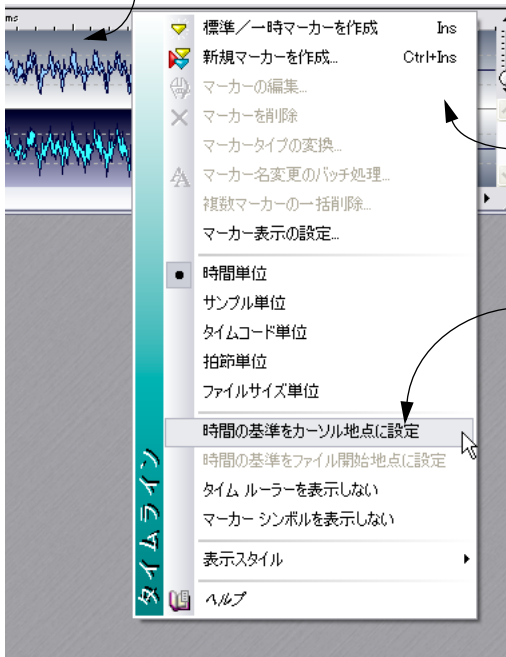 ms
標準／一時マーカーを作成 Ins
新規マーカーを作成... Ctrl+Ins
マーカーの編集...
マーカーを削除
マーカータイプの変換...
マーカー名変更のバッチ処理...
複数マーカーの一括削除...
マーカー表示の設定...
時間単位
サンプル単位
タイムコード単位
拍節単位
ファイルサイズ単位
時間の基準をカーソル地点に設定
時間の基準をファイル開始地点に設定
タイム ルーラーを表示しない
マーカー シンボルを表示しない
表示スタイル
ヘルプ
タイムライン